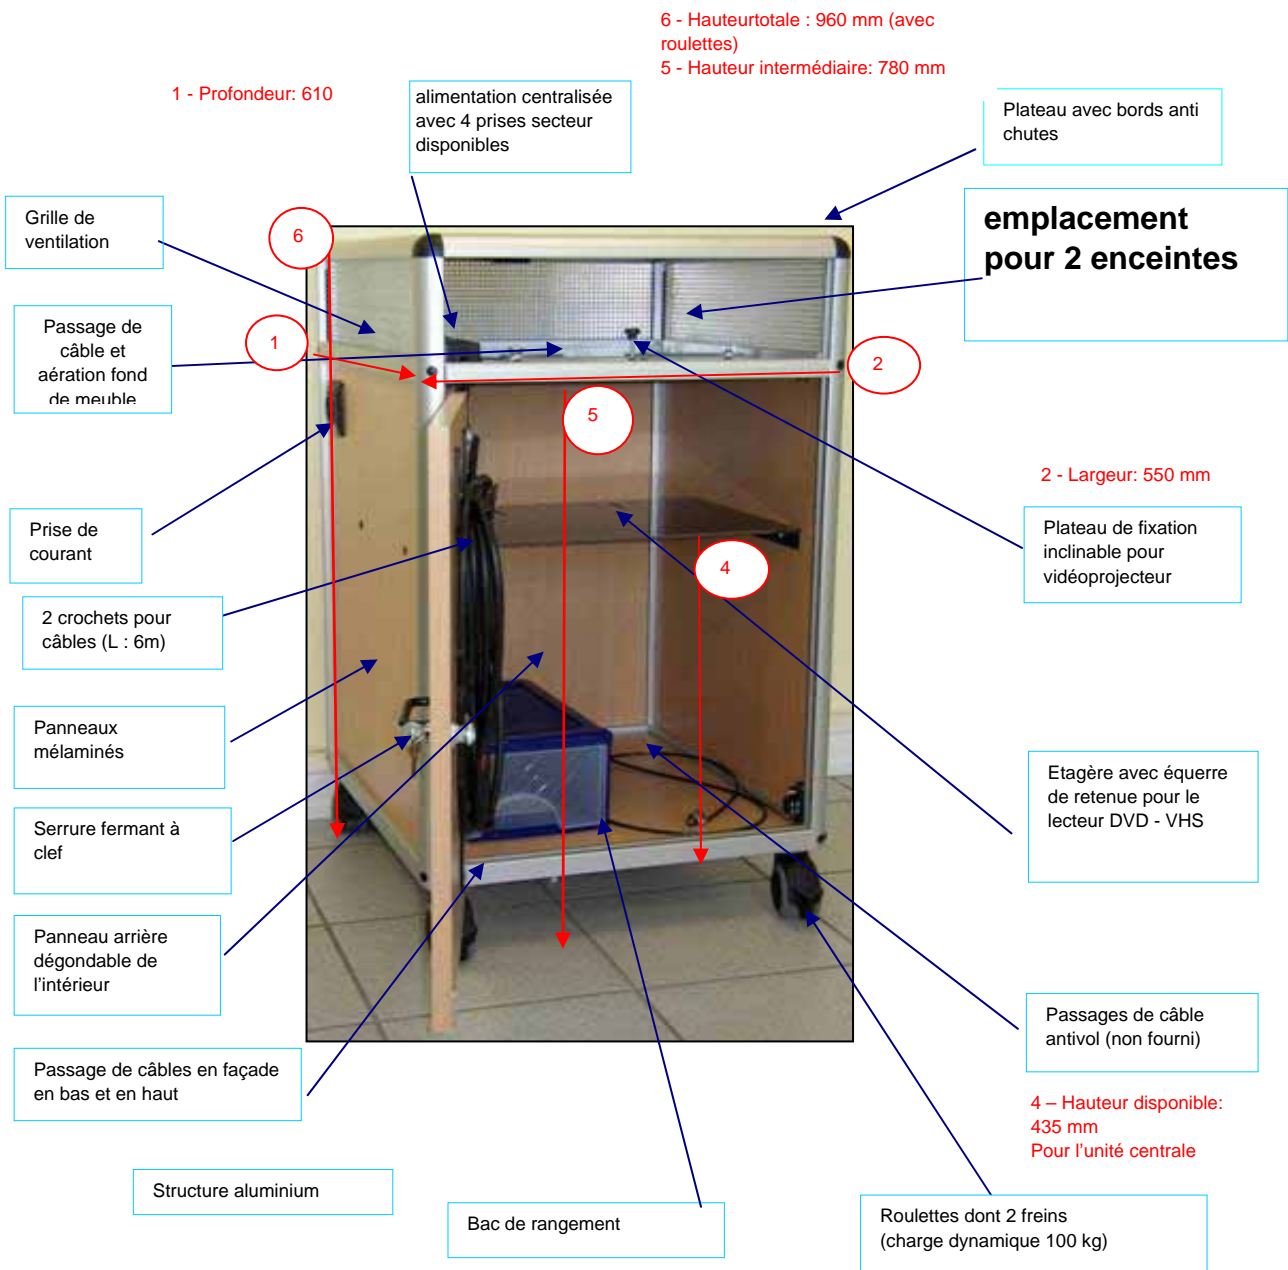 6 - Hauteurtotale : 960 mm (avec
roulettes)
5 - Hauteur intermédiaire: 780 mm
1 - Profondeur: 610
alimentation centralisée
avec 4 prises secteur
disponibles
Plateau avec bords anti
chutes
Grille de
ventilation
emplacement
pour 2 enceintes
6
Passage de
câble et
aération fond
de meuble
1
2
5
2 - Largeur: 550 mm
Prise de
courant
Plateau de fixation
inclinable pour
vidéoprojecteur
4
2 crochets pour
câbles (L : 6m)
Panneaux
mélaminés
Etagère avec équerre
de retenue pour le
lecteur DVD - VHS
Serrure fermant à
clef
Panneau arrière
dégondable de
l'intérieur
Passages de câble
antivol (non fourni)
Passage de câbles en façade
en bas et en haut
4 – Hauteur disponible:
435 mm
Pour l'unité centrale
Structure aluminium
Bac de rangement
Roulettes dont 2 freins
(charge dynamique 100 kg)